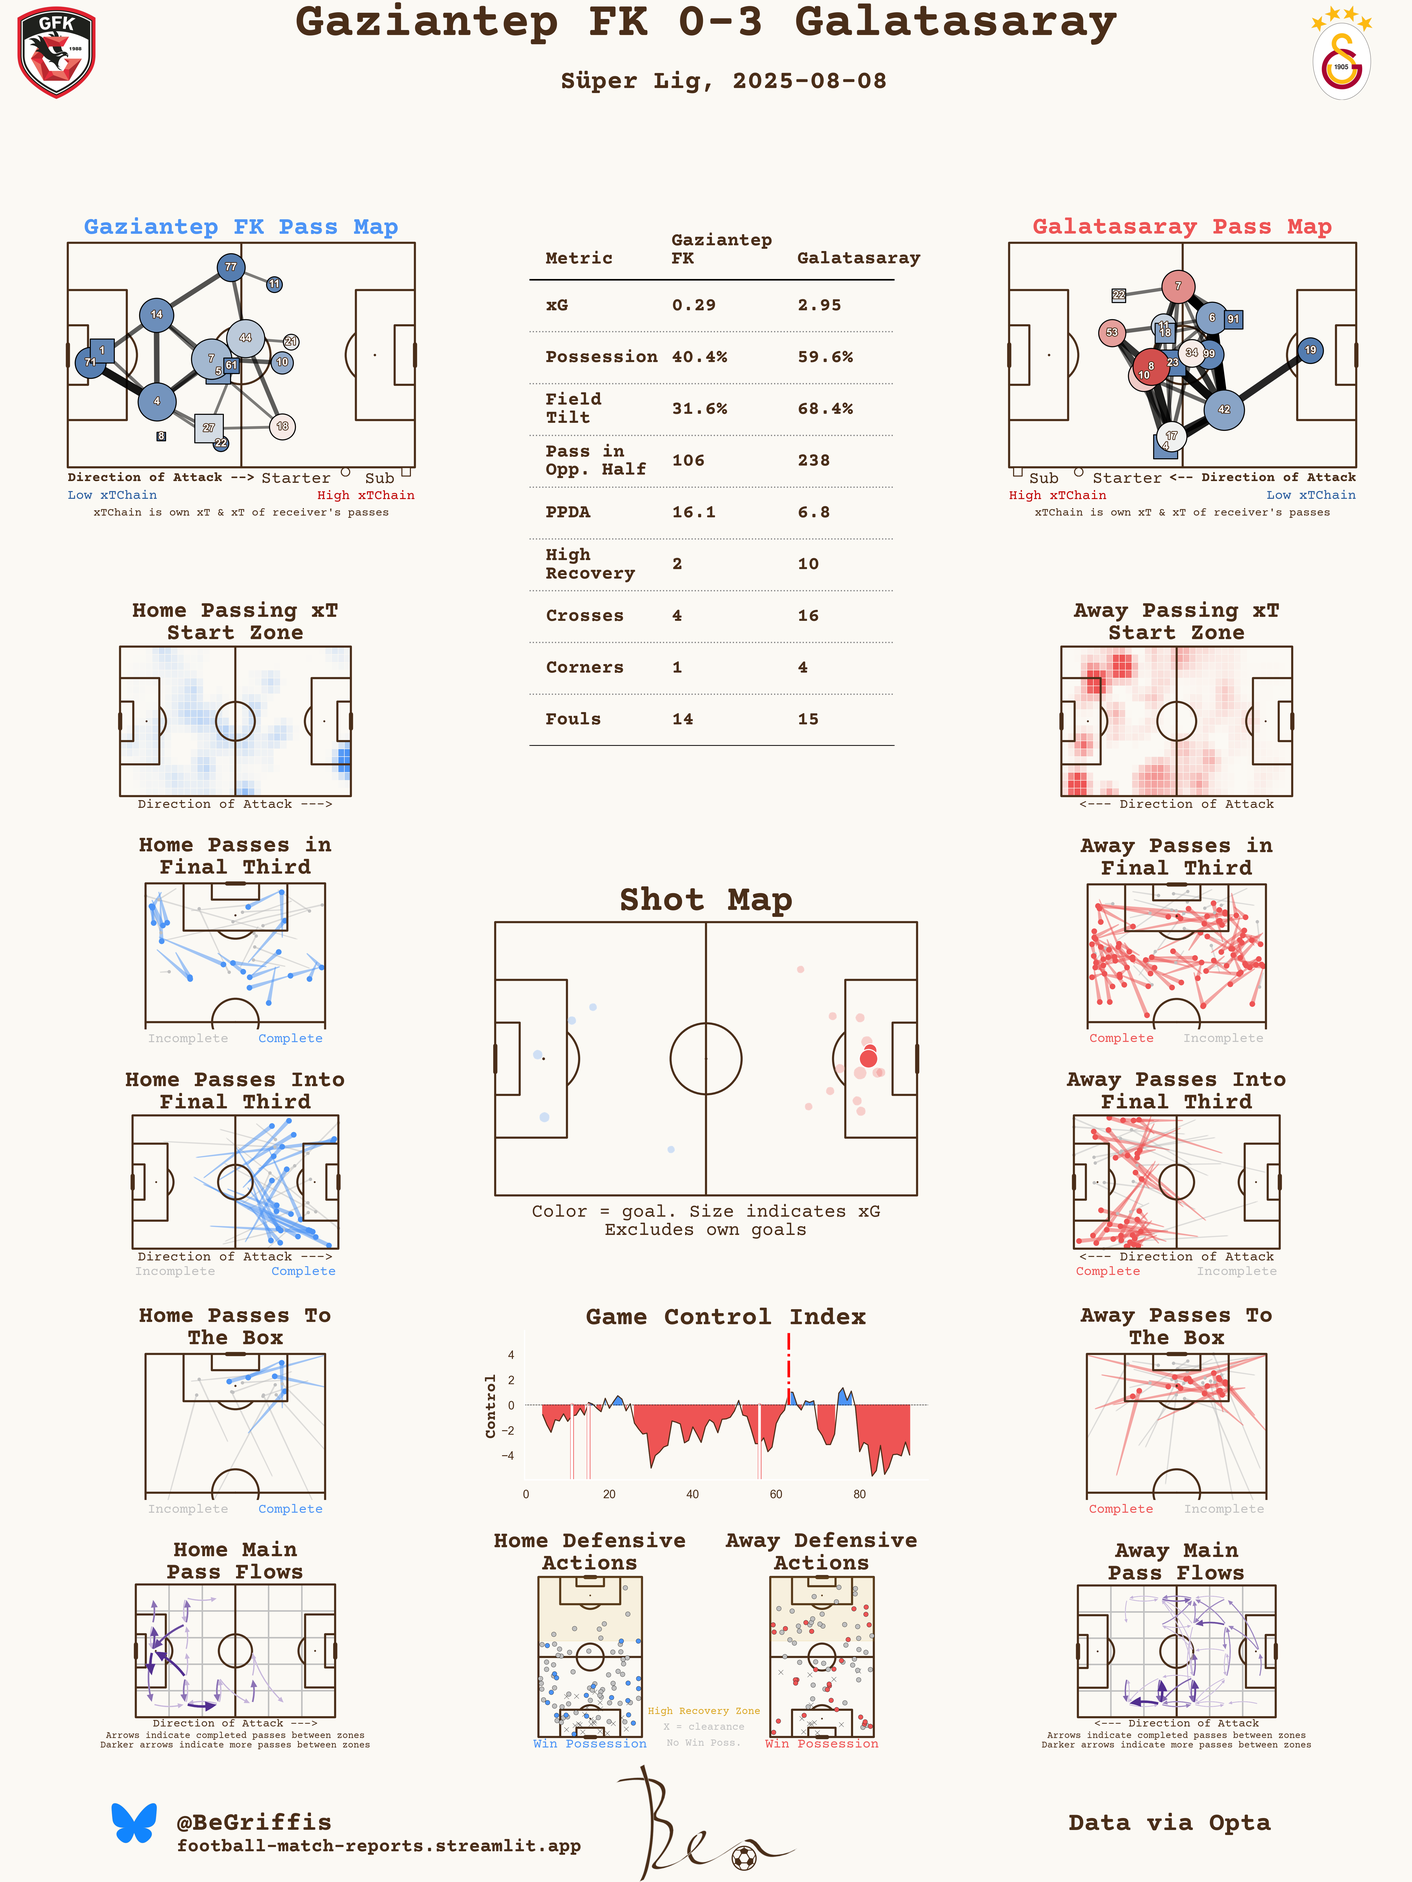 Gaziantep FK 0-3 Galatasaray
Süper Lig, 2025-08-08
GFK
1988
1905
Gaziantep FK Pass Map
77
11
14
44
21
1
71
7
5
61
10
4
27
18
8
22
Direction of Attack --> Starter Sub
Low xTChain High xTChain
xTChain is own xT & xT of receiver's passes
Metric Gaziantep FK Galatasaray
xG 0.29 2.95
Possession 40.4% 59.6%
Field Tilt 31.6% 68.4%
Pass in Opp. Half 106 238
PPDA 16.1 6.8
High Recovery 2 10
Crosses 4 16
Corners 1 4
Fouls 14 15
Galatasaray Pass Map
22
7
53
11
18
6
91
34
99
23
8
10
19
42
17
4
Sub Starter <-- Direction of Attack
High xTChain Low xTChain
xTChain is own xT & xT of receiver's passes
Home Passing xT
Start Zone
Direction of Attack --->
Away Passing xT
Start Zone
<--- Direction of Attack
Home Passes in
Final Third
Incomplete Complete
Away Passes in
Final Third
Complete Incomplete
Shot Map
Color = goal. Size indicates xG
Excludes own goals
Home Passes Into
Final Third
Direction of Attack --->
Incomplete Complete
Away Passes Into
Final Third
<--- Direction of Attack
Complete Incomplete
Home Passes To
The Box
Incomplete Complete
Game Control Index
Control
4
2
0
−2
−4
0 20 40 60 80
Away Passes To
The Box
Complete Incomplete
Home Main
Pass Flows
Direction of Attack --->
Arrows indicate completed passes between zones
Darker arrows indicate more passes between zones
Home Defensive
Actions
Win Possession
High Recovery Zone
X = clearance
No Win Poss.
Away Defensive
Actions
Win Possession
Away Main
Pass Flows
<--- Direction of Attack
Arrows indicate completed passes between zones
Darker arrows indicate more passes between zones
@BeGriffis
football-match-reports.streamlit.app
Ben
Data via Opta